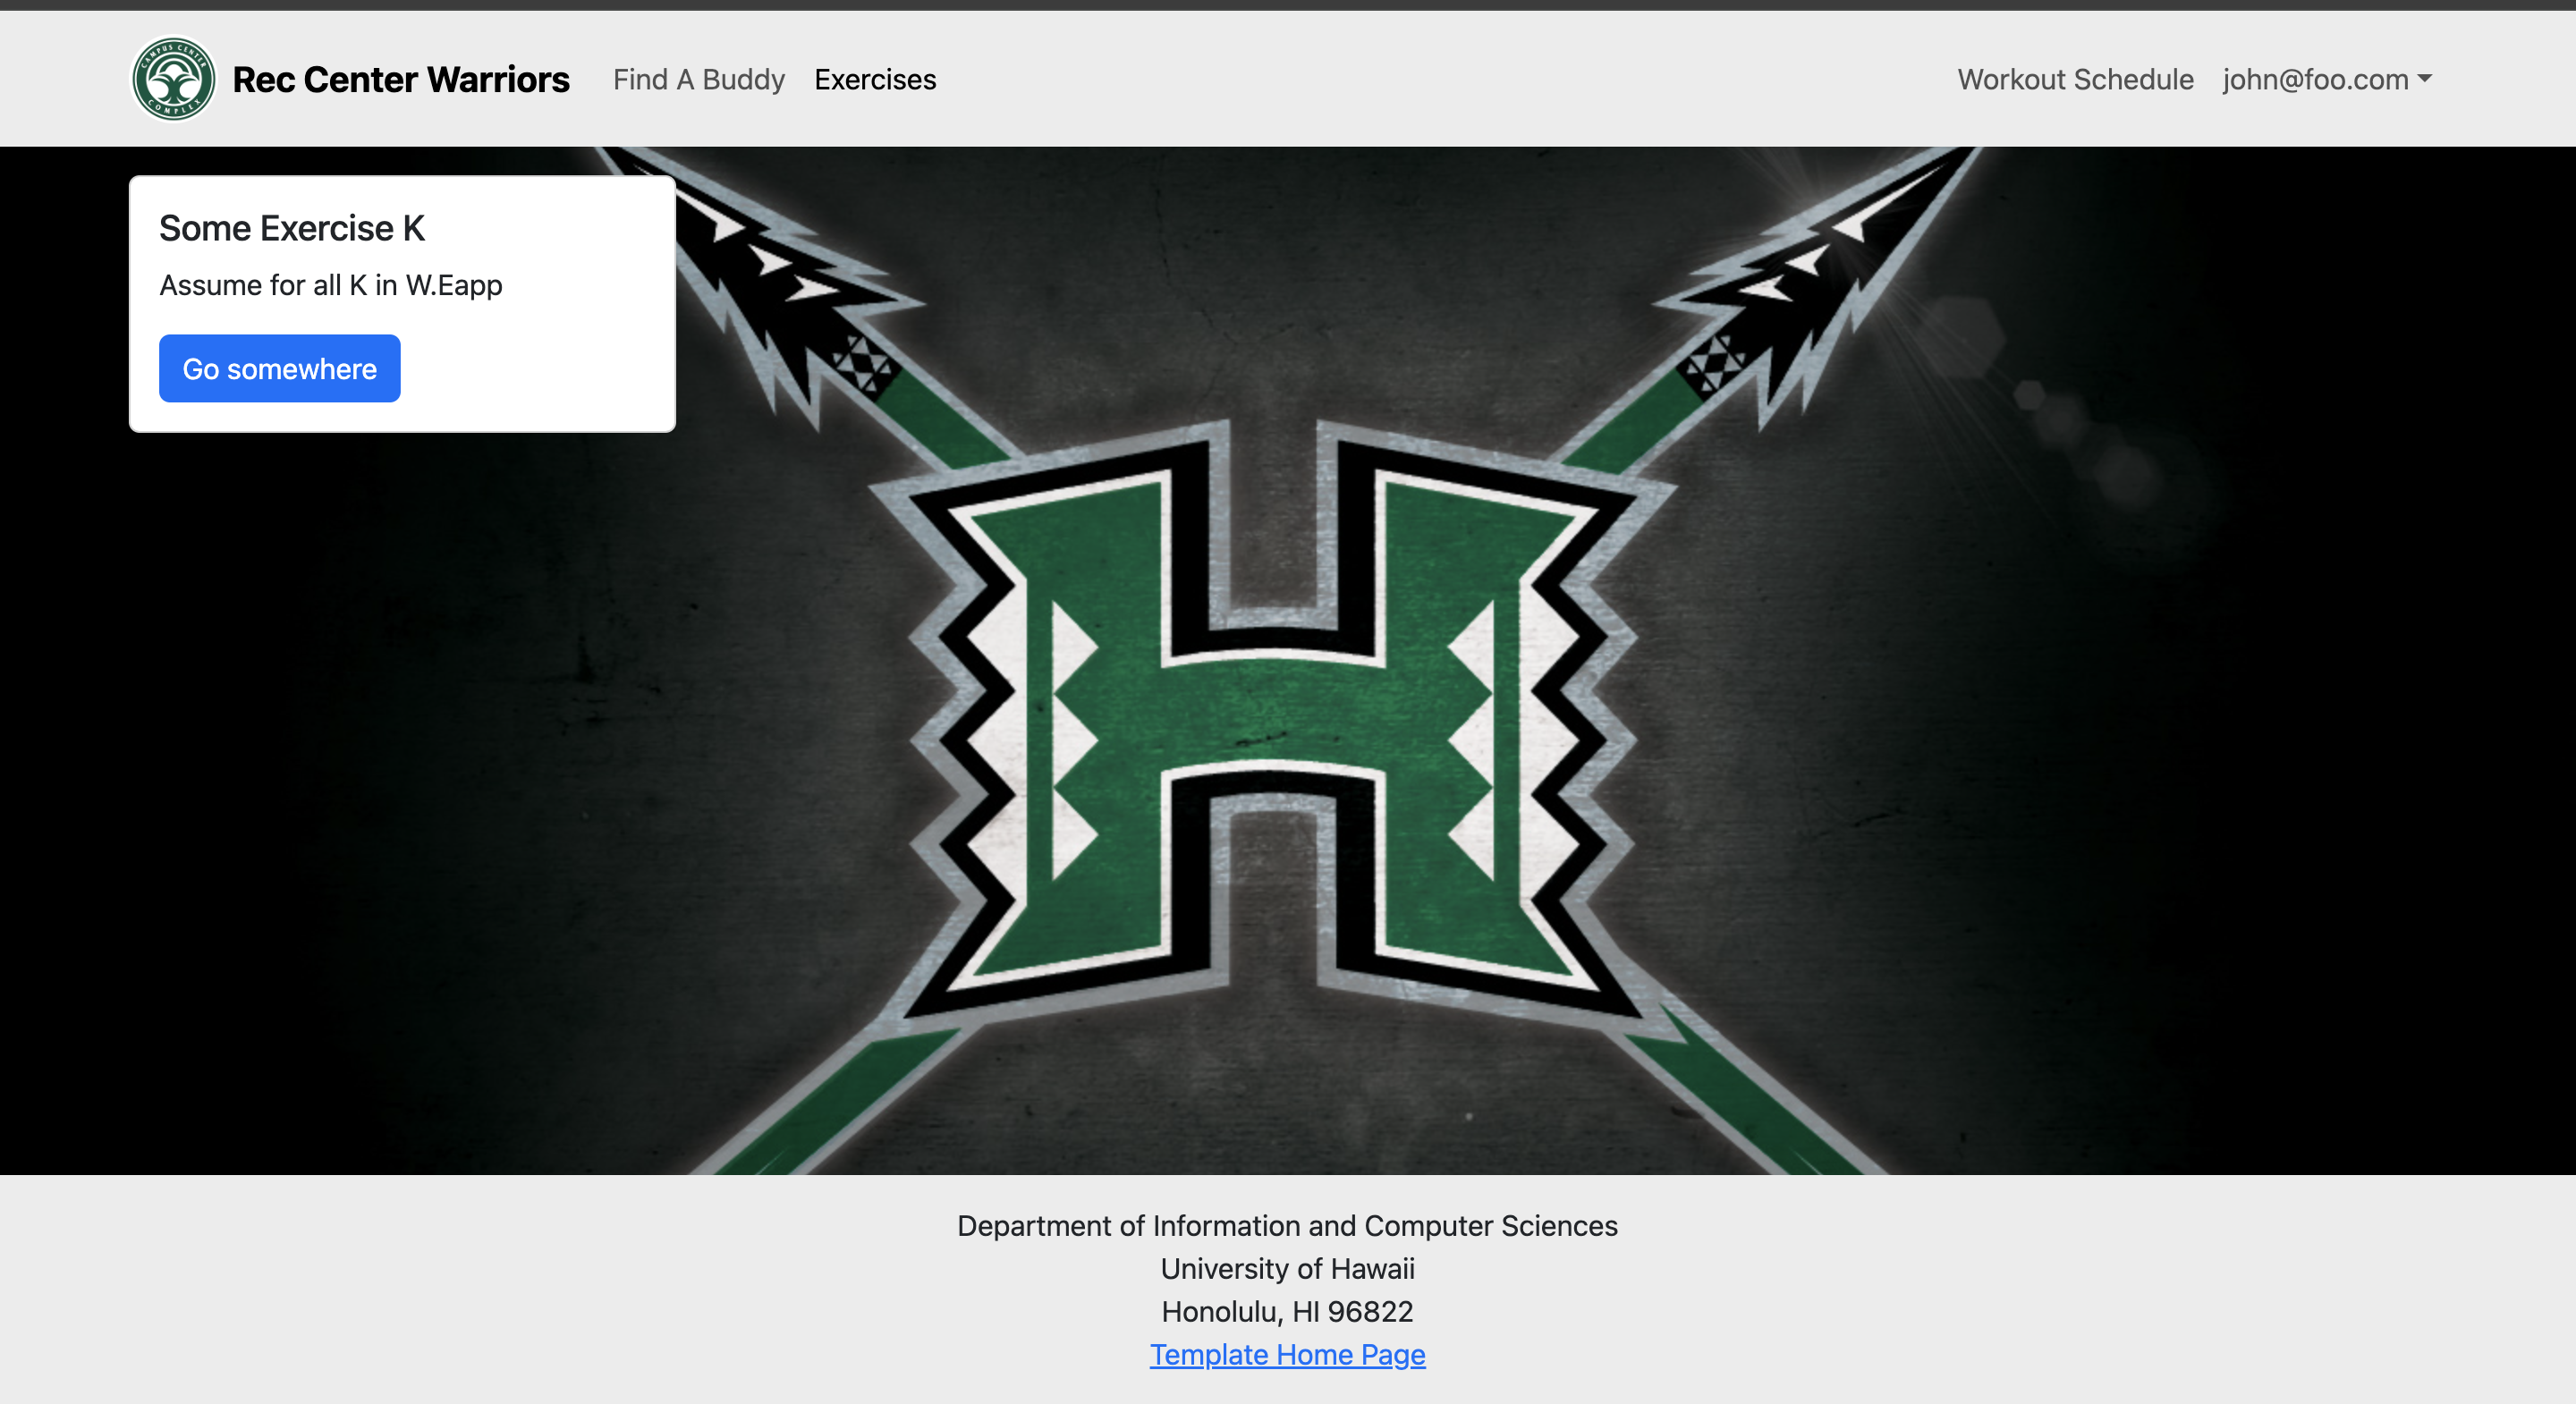 CAMPUS CENTER
COMPLEX
Rec Center Warriors
Find A Buddy
Exercises
Workout Schedule
john@foo.com
Some Exercise K
Assume for all K in W.Eapp
Go somewhere
H
Department of Information and Computer Sciences
University of Hawaii
Honolulu, HI 96822
Template Home Page